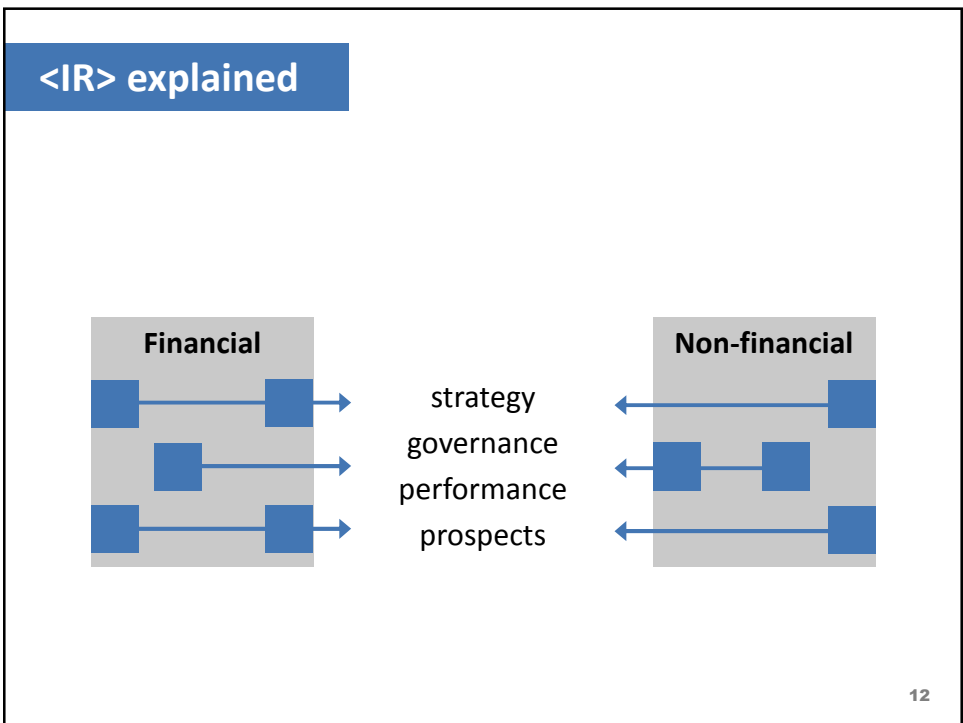 <IR> explained
Financial
Non-financial
strategy
governance
performance
prospects
12